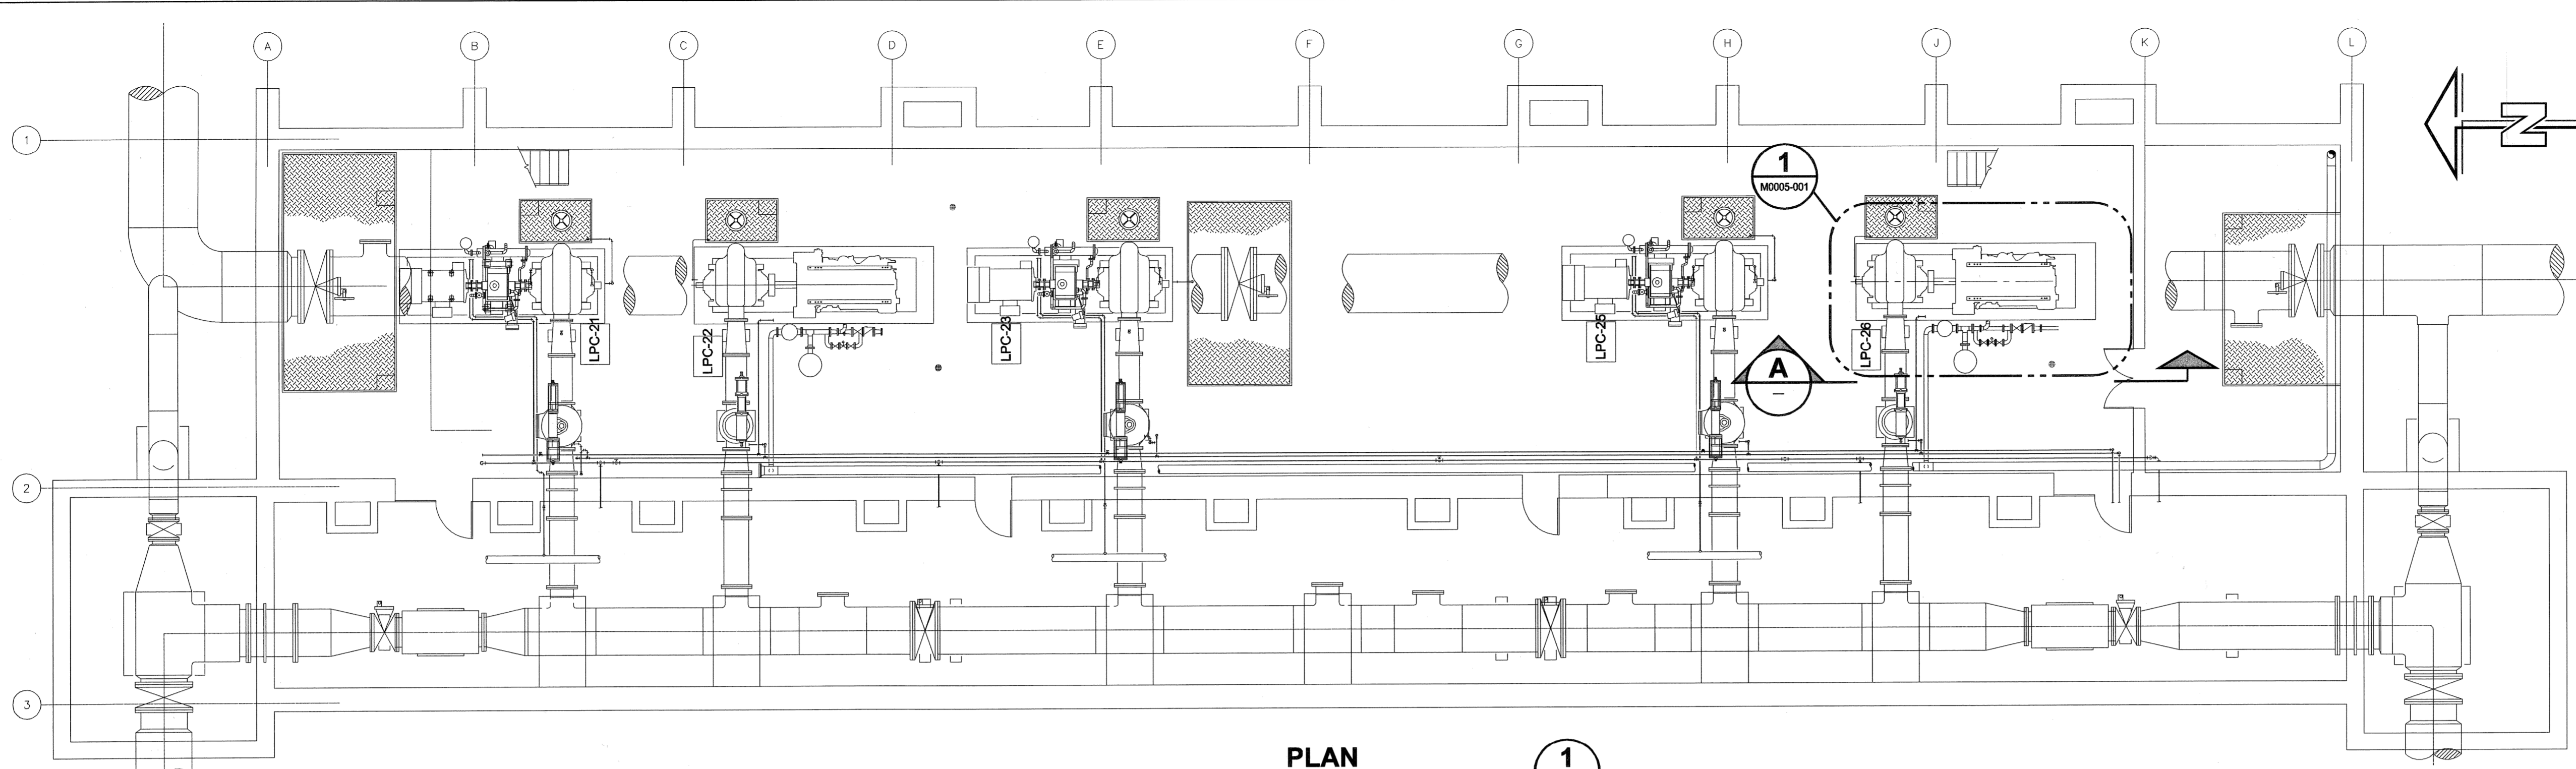 A B C D E F G H J K L
N
1
1
M0005-001
LPC-21
LPC-22
LPC-23
LPC-25
LPC-26
A
–
2
3
PLAN
1